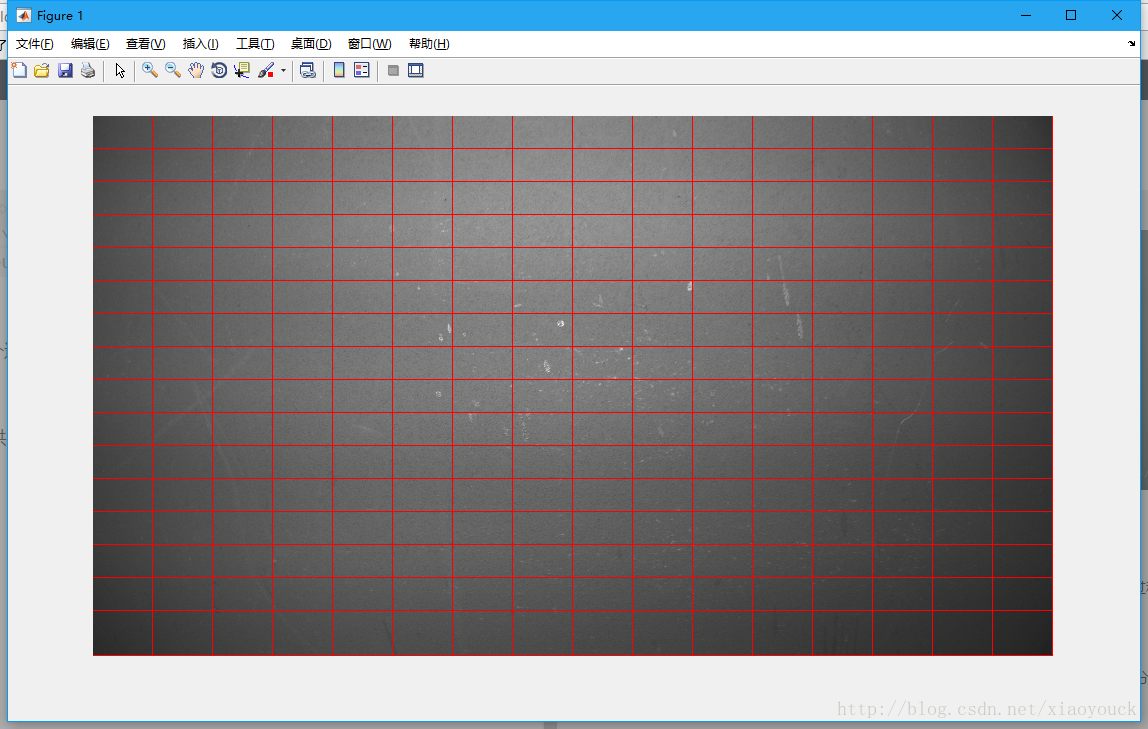 Figure 1
文件(F) 编辑(E) 查看(V) 插入(I) 工具(T) 桌面(D) 窗口(W) 帮助(H)
http://blog.csdn.net/xiaoyouck